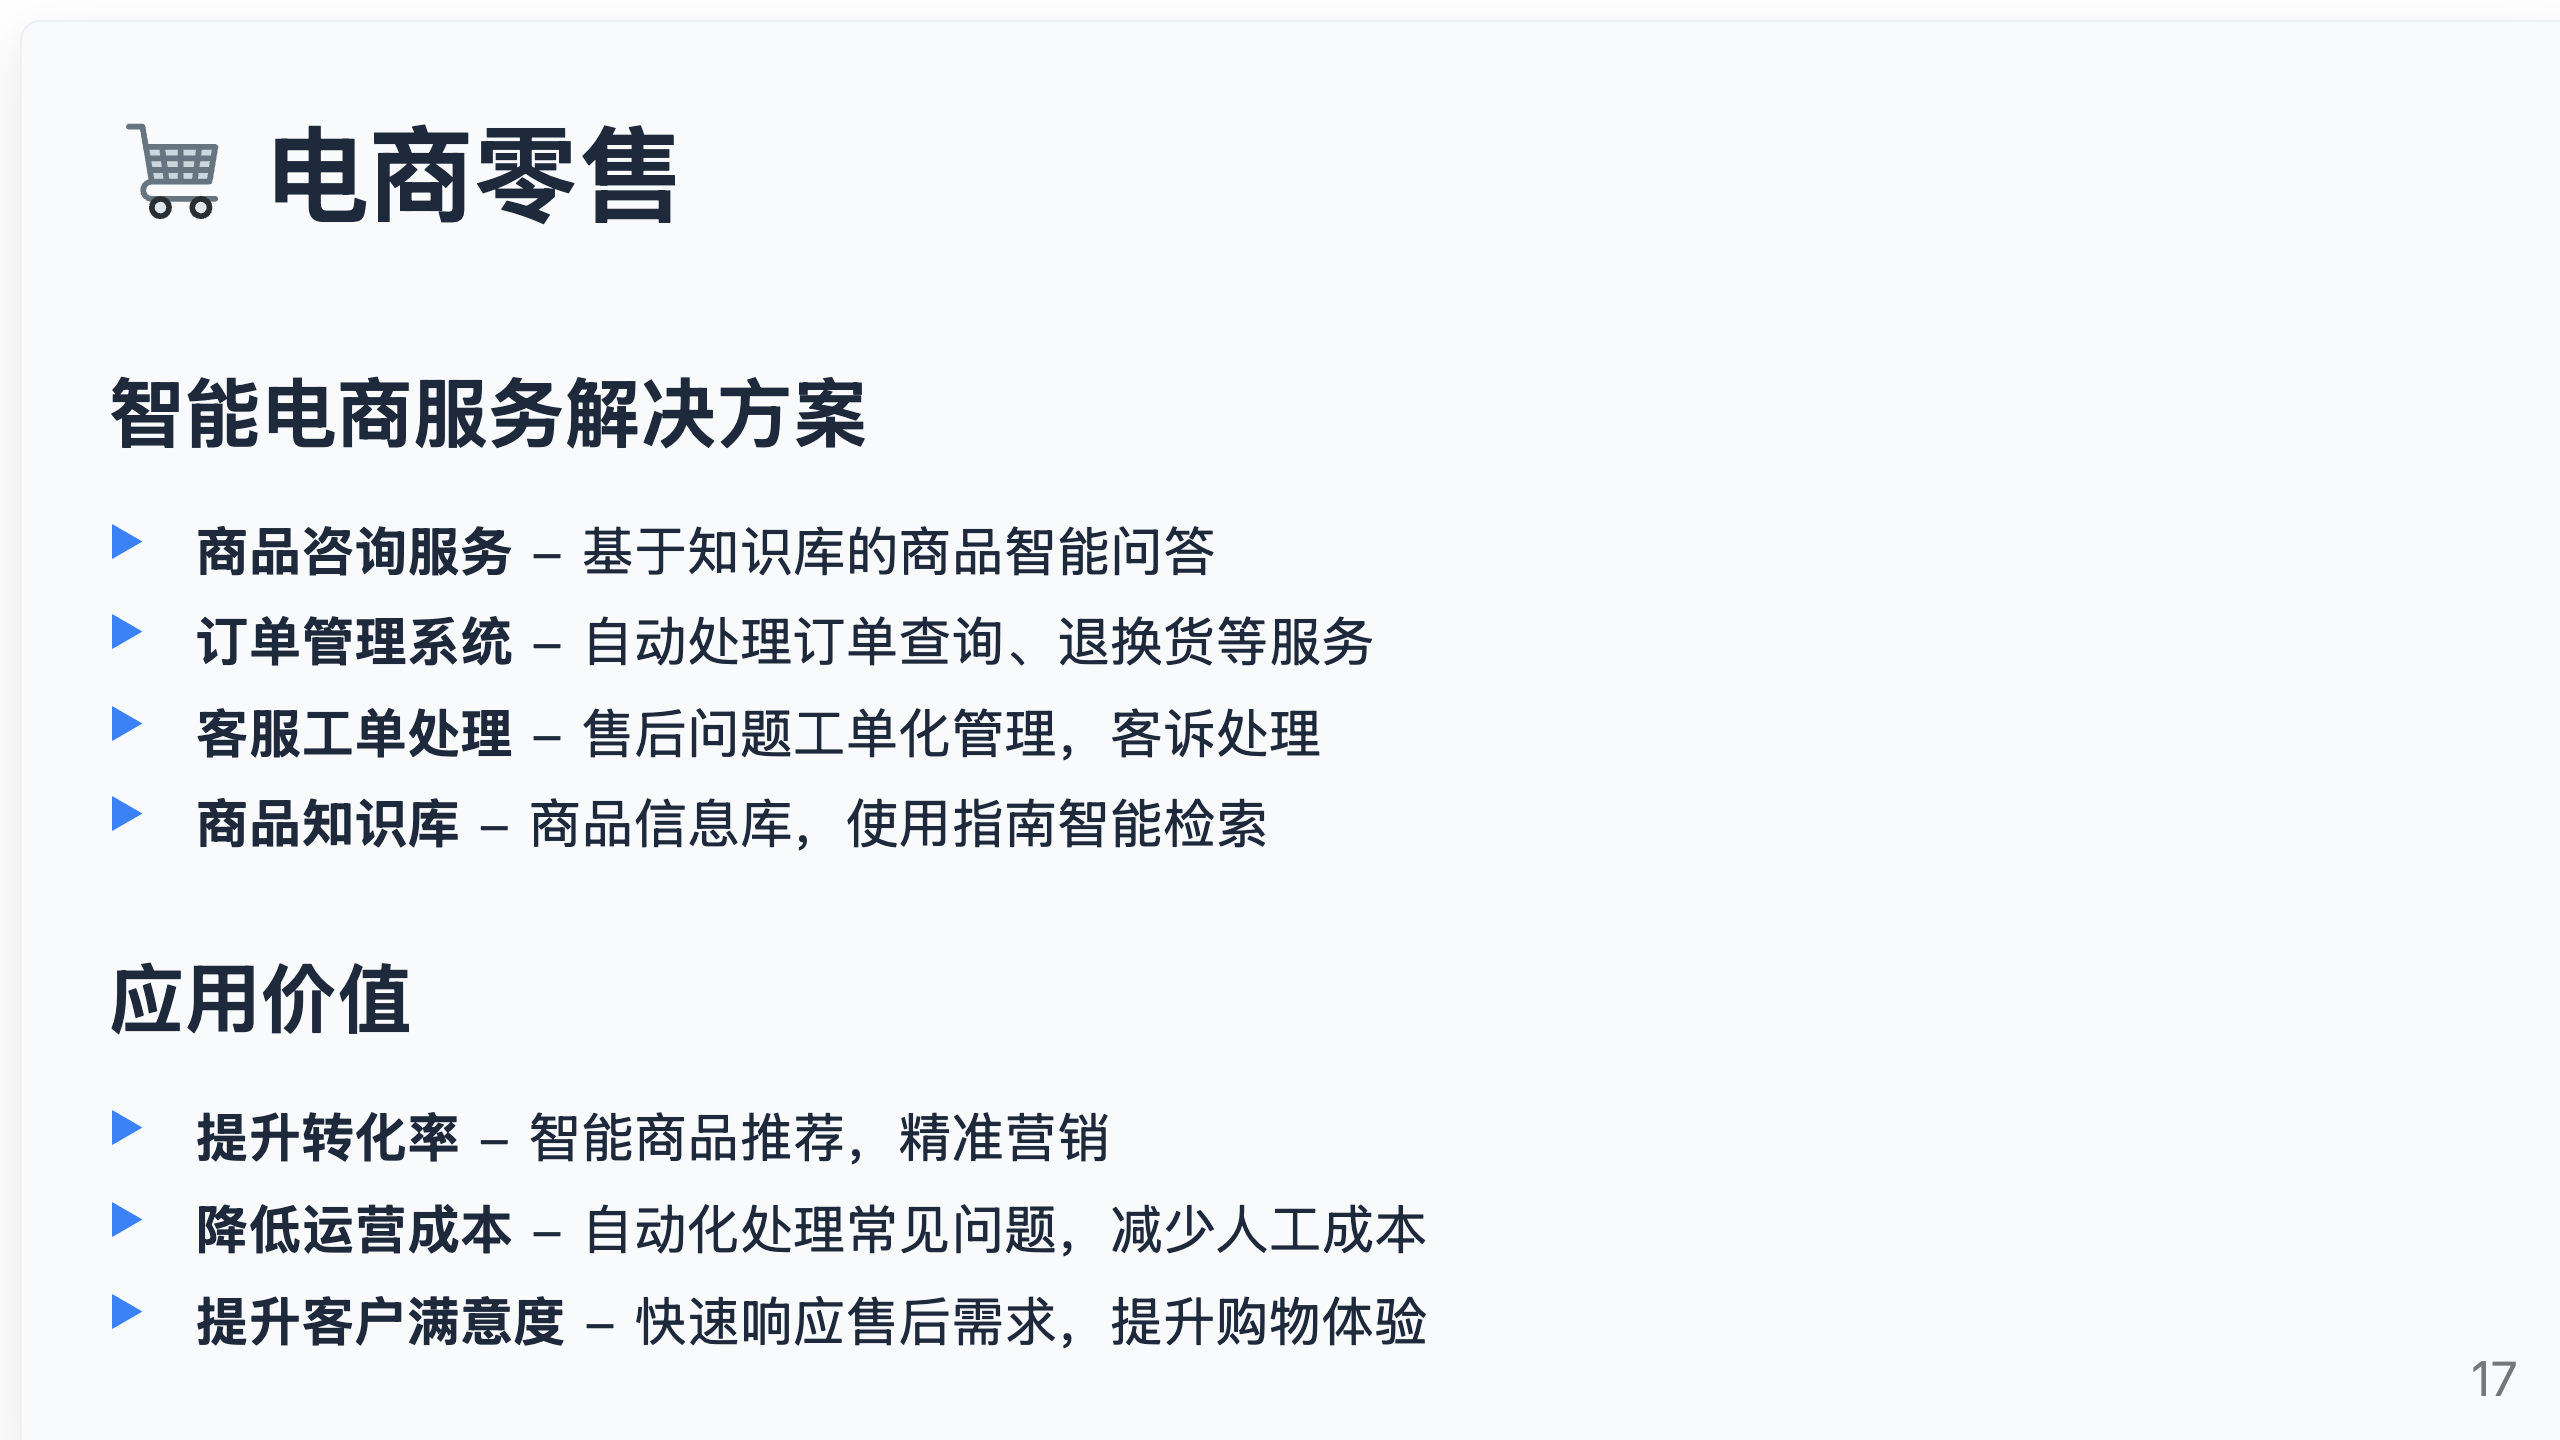 电商零售
智能电商服务解决方案
商品咨询服务 – 基于知识库的商品智能问答
订单管理系统 – 自动处理订单查询、退换货等服务
客服工单处理 – 售后问题工单化管理，客诉处理
商品知识库 – 商品信息库，使用指南智能检索
应用价值
提升转化率 – 智能商品推荐，精准营销
降低运营成本 – 自动化处理常见问题，减少人工成本
提升客户满意度 – 快速响应售后需求，提升购物体验
17